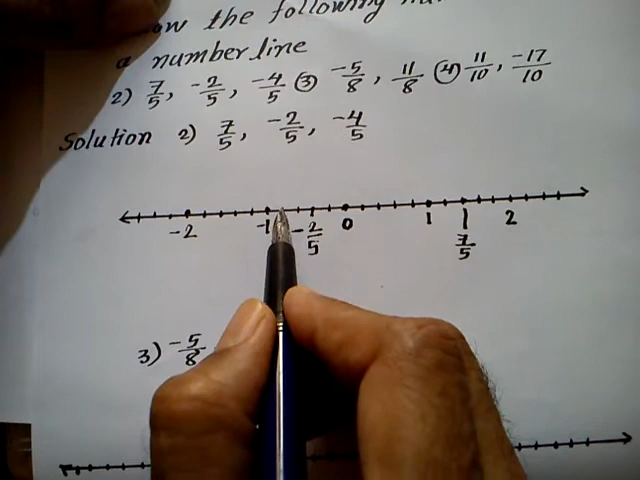 the following
a number line
2) 7/5, -2/5, -4/5 ③ -5/8, 11/8 ④ 11/10, -17/10
Solution 2) 7/5, -2/5, -4/5
-2 -1 -2/5 0 1 7/5 2
3) -5/8